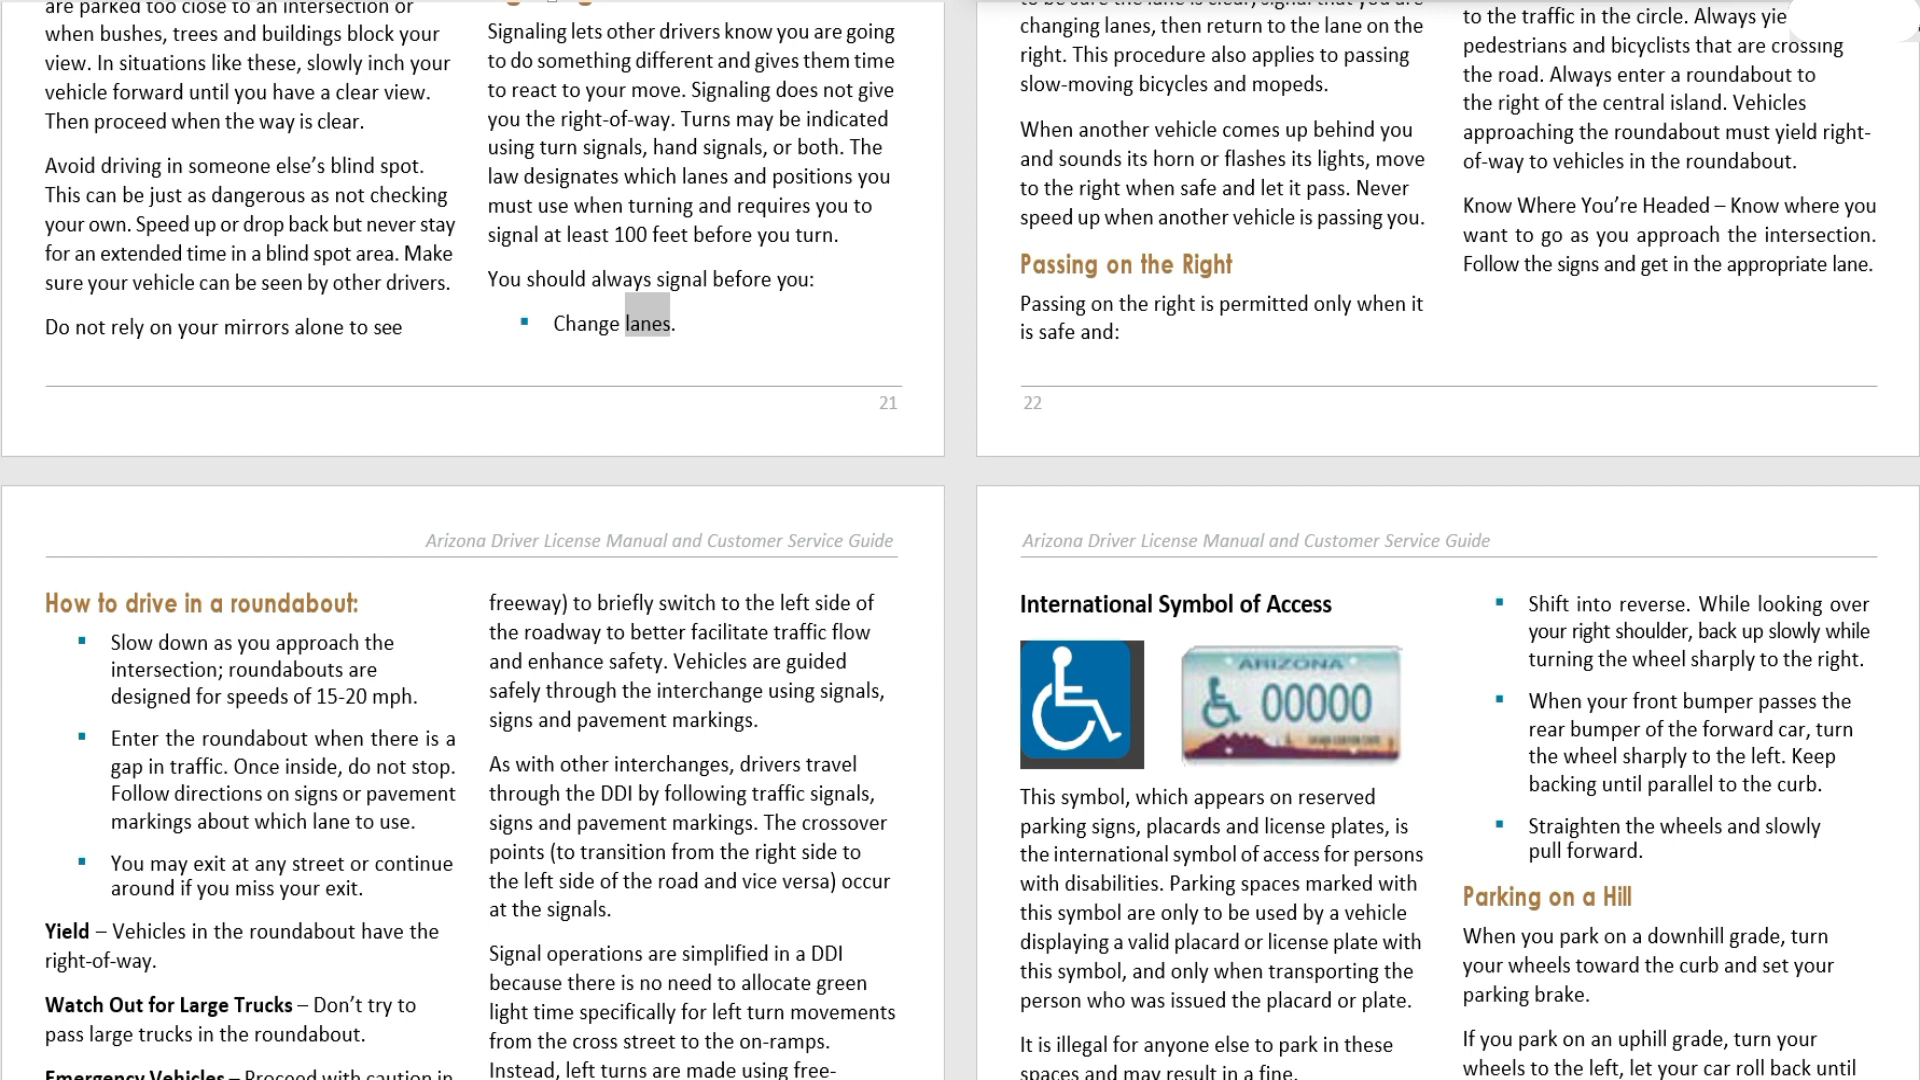 are parked too close to an intersection or
when bushes, trees and buildings block your
view. In situations like these, slowly inch your
vehicle forward until you have a clear view.
Then proceed when the way is clear.
Avoid driving in someone else’s blind spot.
This can be just as dangerous as not checking
your own. Speed up or drop back but never stay
for an extended time in a blind spot area. Make
sure your vehicle can be seen by other drivers.
Do not rely on your mirrors alone to see
Signaling lets other drivers know you are going
to do something different and gives them time
to react to your move. Signaling does not give
you the right-of-way. Turns may be indicated
using turn signals, hand signals, or both. The
law designates which lanes and positions you
must use when turning and requires you to
signal at least 100 feet before you turn.
You should always signal before you:
▪ Change lanes.
21
to be sure the lane is clear, signal that you are
changing lanes, then return to the lane on the
right. This procedure also applies to passing
slow-moving bicycles and mopeds.
When another vehicle comes up behind you
and sounds its horn or flashes its lights, move
to the right when safe and let it pass. Never
speed up when another vehicle is passing you.
Passing on the Right
Passing on the right is permitted only when it
is safe and:
to the traffic in the circle. Always yie
pedestrians and bicyclists that are crossing
the road. Always enter a roundabout to
the right of the central island. Vehicles
approaching the roundabout must yield right-
of-way to vehicles in the roundabout.
Know Where You’re Headed – Know where you
want to go as you approach the intersection.
Follow the signs and get in the appropriate lane.
22
Arizona Driver License Manual and Customer Service Guide
How to drive in a roundabout:
▪ Slow down as you approach the
intersection; roundabouts are
designed for speeds of 15-20 mph.
▪ Enter the roundabout when there is a
gap in traffic. Once inside, do not stop.
Follow directions on signs or pavement
markings about which lane to use.
▪ You may exit at any street or continue
around if you miss your exit.
Yield – Vehicles in the roundabout have the
right-of-way.
Watch Out for Large Trucks – Don’t try to
pass large trucks in the roundabout.
Emergency Vehicles – Proceed with caution in
freeway) to briefly switch to the left side of
the roadway to better facilitate traffic flow
and enhance safety. Vehicles are guided
safely through the interchange using signals,
signs and pavement markings.
As with other interchanges, drivers travel
through the DDI by following traffic signals,
signs and pavement markings. The crossover
points (to transition from the right side to
the left side of the road and vice versa) occur
at the signals.
Signal operations are simplified in a DDI
because there is no need to allocate green
light time specifically for left turn movements
from the cross street to the on-ramps.
Instead, left turns are made using free-
Arizona Driver License Manual and Customer Service Guide
International Symbol of Access
ARIZONA
00000
This symbol, which appears on reserved
parking signs, placards and license plates, is
the international symbol of access for persons
with disabilities. Parking spaces marked with
this symbol are only to be used by a vehicle
displaying a valid placard or license plate with
this symbol, and only when transporting the
person who was issued the placard or plate.
It is illegal for anyone else to park in these
spaces and may result in a fine.
▪ Shift into reverse. While looking over
your right shoulder, back up slowly while
turning the wheel sharply to the right.
▪ When your front bumper passes the
rear bumper of the forward car, turn
the wheel sharply to the left. Keep
backing until parallel to the curb.
▪ Straighten the wheels and slowly
pull forward.
Parking on a Hill
When you park on a downhill grade, turn
your wheels toward the curb and set your
parking brake.
If you park on an uphill grade, turn your
wheels to the left, let your car roll back until